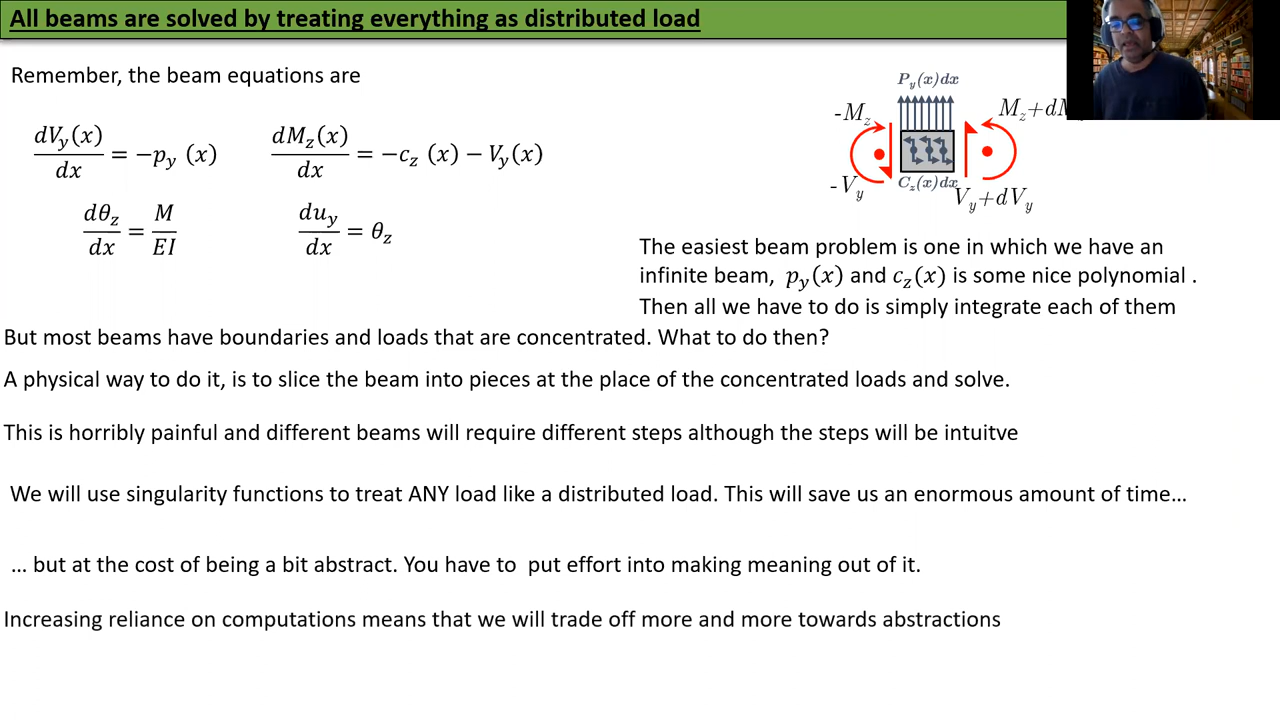 All beams are solved by treating everything as distributed load
Remember, the beam equations are
dV_y(x)/dx = −p_y (x)
dM_z(x)/dx = −c_z (x) − V_y(x)
dθ_z/dx = M/EI
du_y/dx = θ_z
P_y(x)dx
-M_z
M_z+dM
-V_y
C_z(x)dx
V_y+dV_y
The easiest beam problem is one in which we have an
infinite beam, p_y(x) and c_z(x) is some nice polynomial .
Then all we have to do is simply integrate each of them
But most beams have boundaries and loads that are concentrated. What to do then?
A physical way to do it, is to slice the beam into pieces at the place of the concentrated loads and solve.
This is horribly painful and different beams will require different steps although the steps will be intuitve
We will use singularity functions to treat ANY load like a distributed load. This will save us an enormous amount of time…
… but at the cost of being a bit abstract. You have to put effort into making meaning out of it.
Increasing reliance on computations means that we will trade off more and more towards abstractions